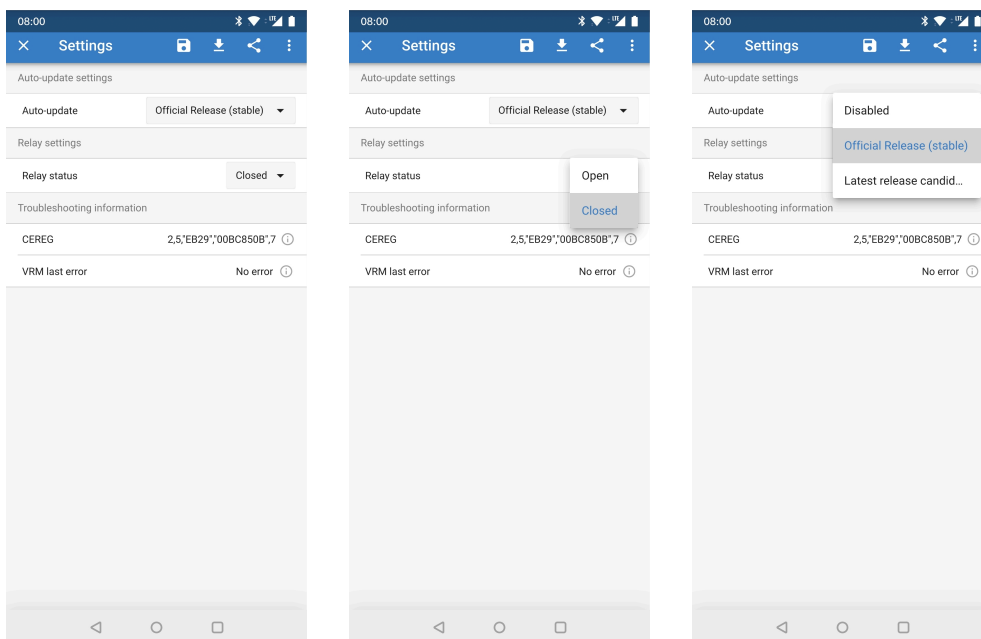 08:00
LTE
Settings
Auto-update settings
Auto-update
Official Release (stable)
Relay settings
Relay status
Closed
Troubleshooting information
CEREG
2,5,"EB29","00BC850B",7
VRM last error
No error
08:00
LTE
Settings
Auto-update settings
Auto-update
Official Release (stable)
Relay settings
Relay status
Open
Closed
Troubleshooting information
CEREG
2,5,"EB29","00BC850B",7
VRM last error
No error
08:00
LTE
Settings
Auto-update settings
Auto-update
Disabled
Official Release (stable)
Latest release candid...
Relay settings
Relay status
Troubleshooting information
CEREG
2,5,"EB29","00BC850B",7
VRM last error
No error